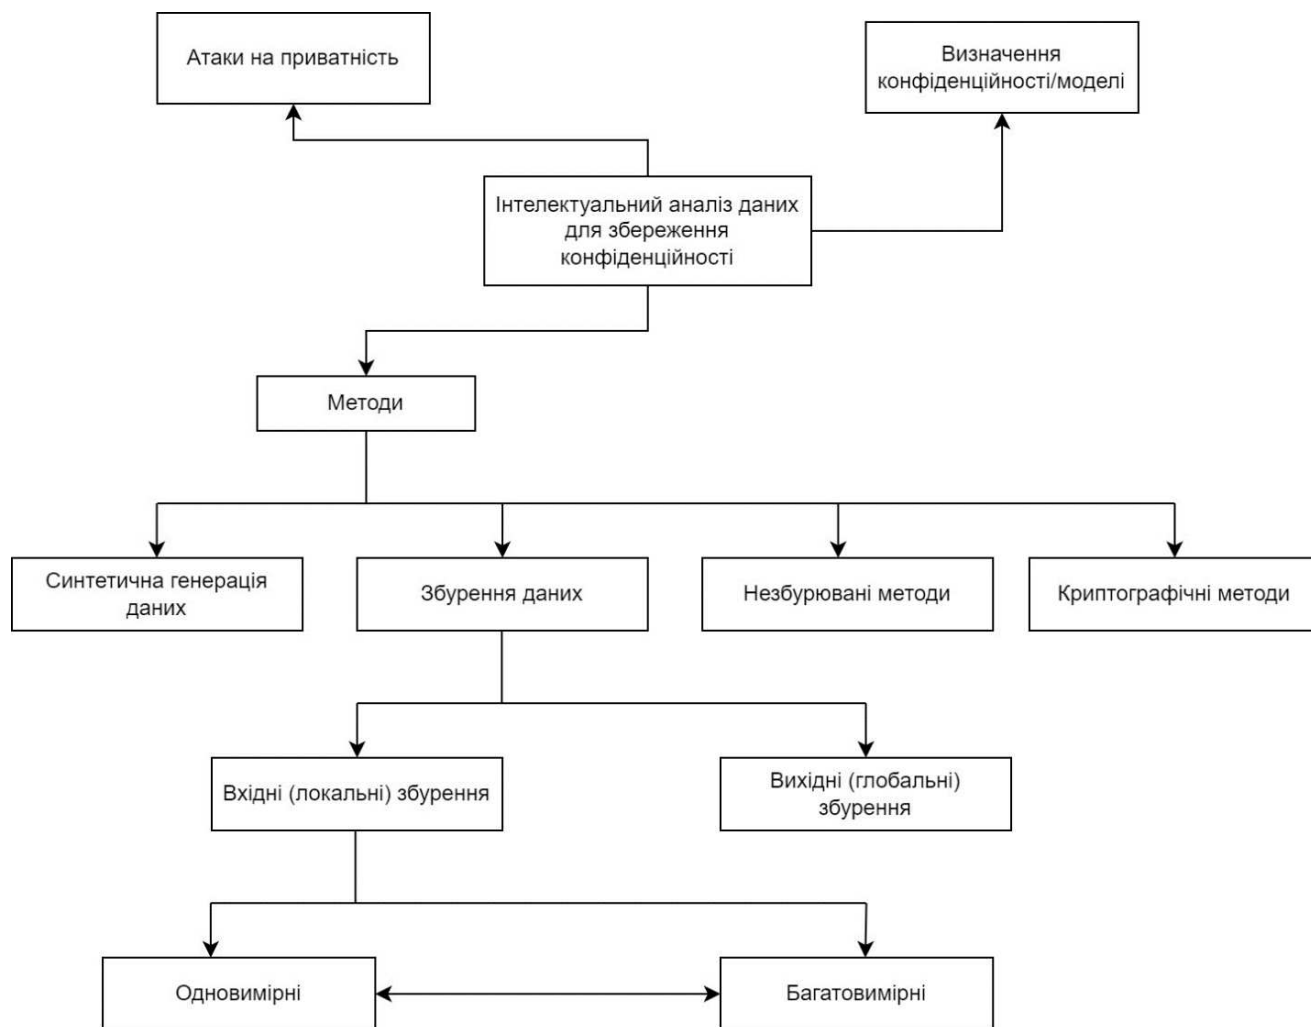 Атаки на приватність
Визначення
конфіденційності/моделі
Інтелектуальний аналіз даних
для збереження
конфіденційності
Методи
Синтетична генерація
даних
Збурення даних
Незбурювані методи
Криптографічні методи
Вхідні (локальні) збурення
Вихідні (глобальні)
збурення
Одновимірні
Багатовимірні